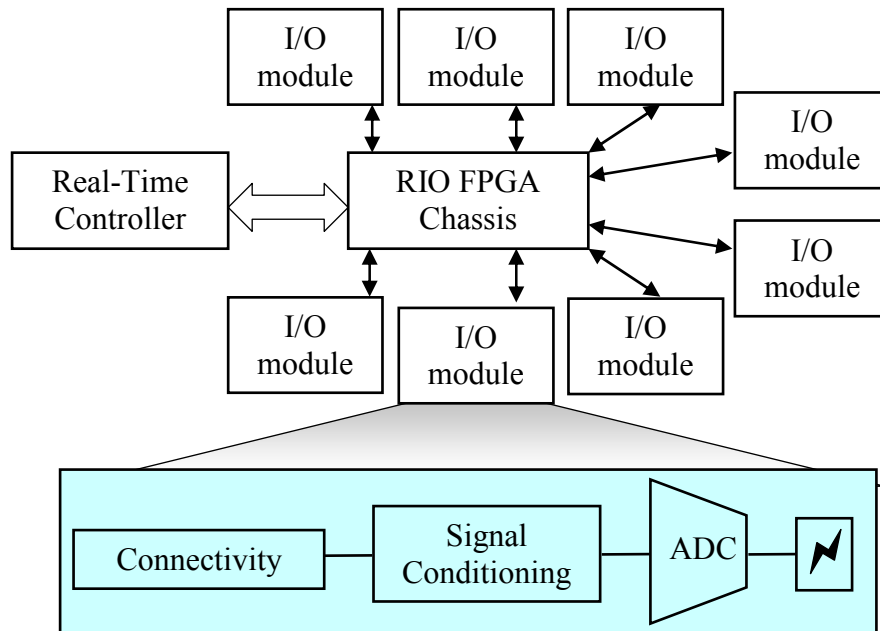 I/O
module
I/O
module
I/O
module
I/O
module
Real-Time
Controller
RIO FPGA
Chassis
I/O
module
I/O
module
I/O
module
I/O
module
Connectivity
Signal
Conditioning
ADC